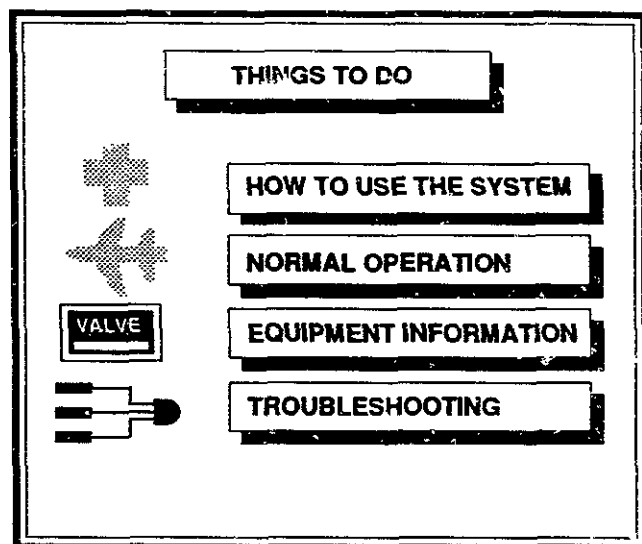 THINGS TO DO
HOW TO USE THE SYSTEM
NORMAL OPERATION
VALVE
EQUIPMENT INFORMATION
TROUBLESHOOTING